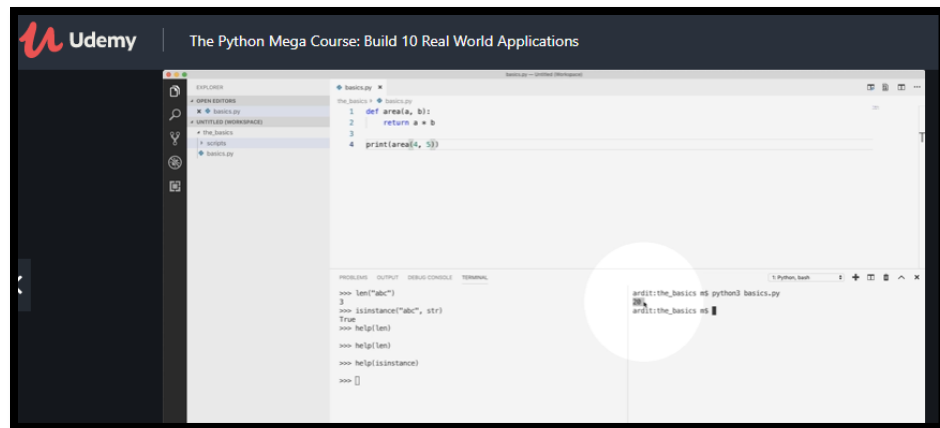 Udemy
The Python Mega Course: Build 10 Real World Applications
basics.py — Untitled (Workspace)
EXPLORER
OPEN EDITORS
basics.py
UNTITLED (WORKSPACE)
the_basics
scripts
basics.py
basics.py
the_basics › basics.py
1 def area(a, b):
2 return a * b
3
4 print(area(4, 5))
PROBLEMS OUTPUT DEBUG CONSOLE TERMINAL
1: Python, bash
>>> len("abc")
3
>>> isinstance("abc", str)
True
>>> help(len)
>>> help(len)
>>> help(isinstance)
>>>
ardit:the_basics m$ python3 basics.py
20
ardit:the_basics m$